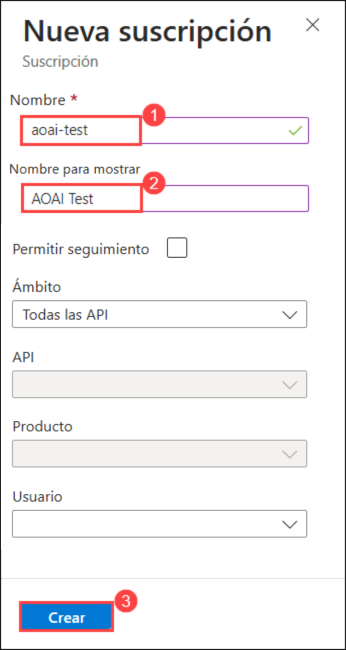 Nueva suscripción
Suscripción
Nombre *
1
aoai-test
Nombre para mostrar
2
AOAI Test
Permitir seguimiento
Ámbito
Todas las API
API
Producto
Usuario
3
Crear